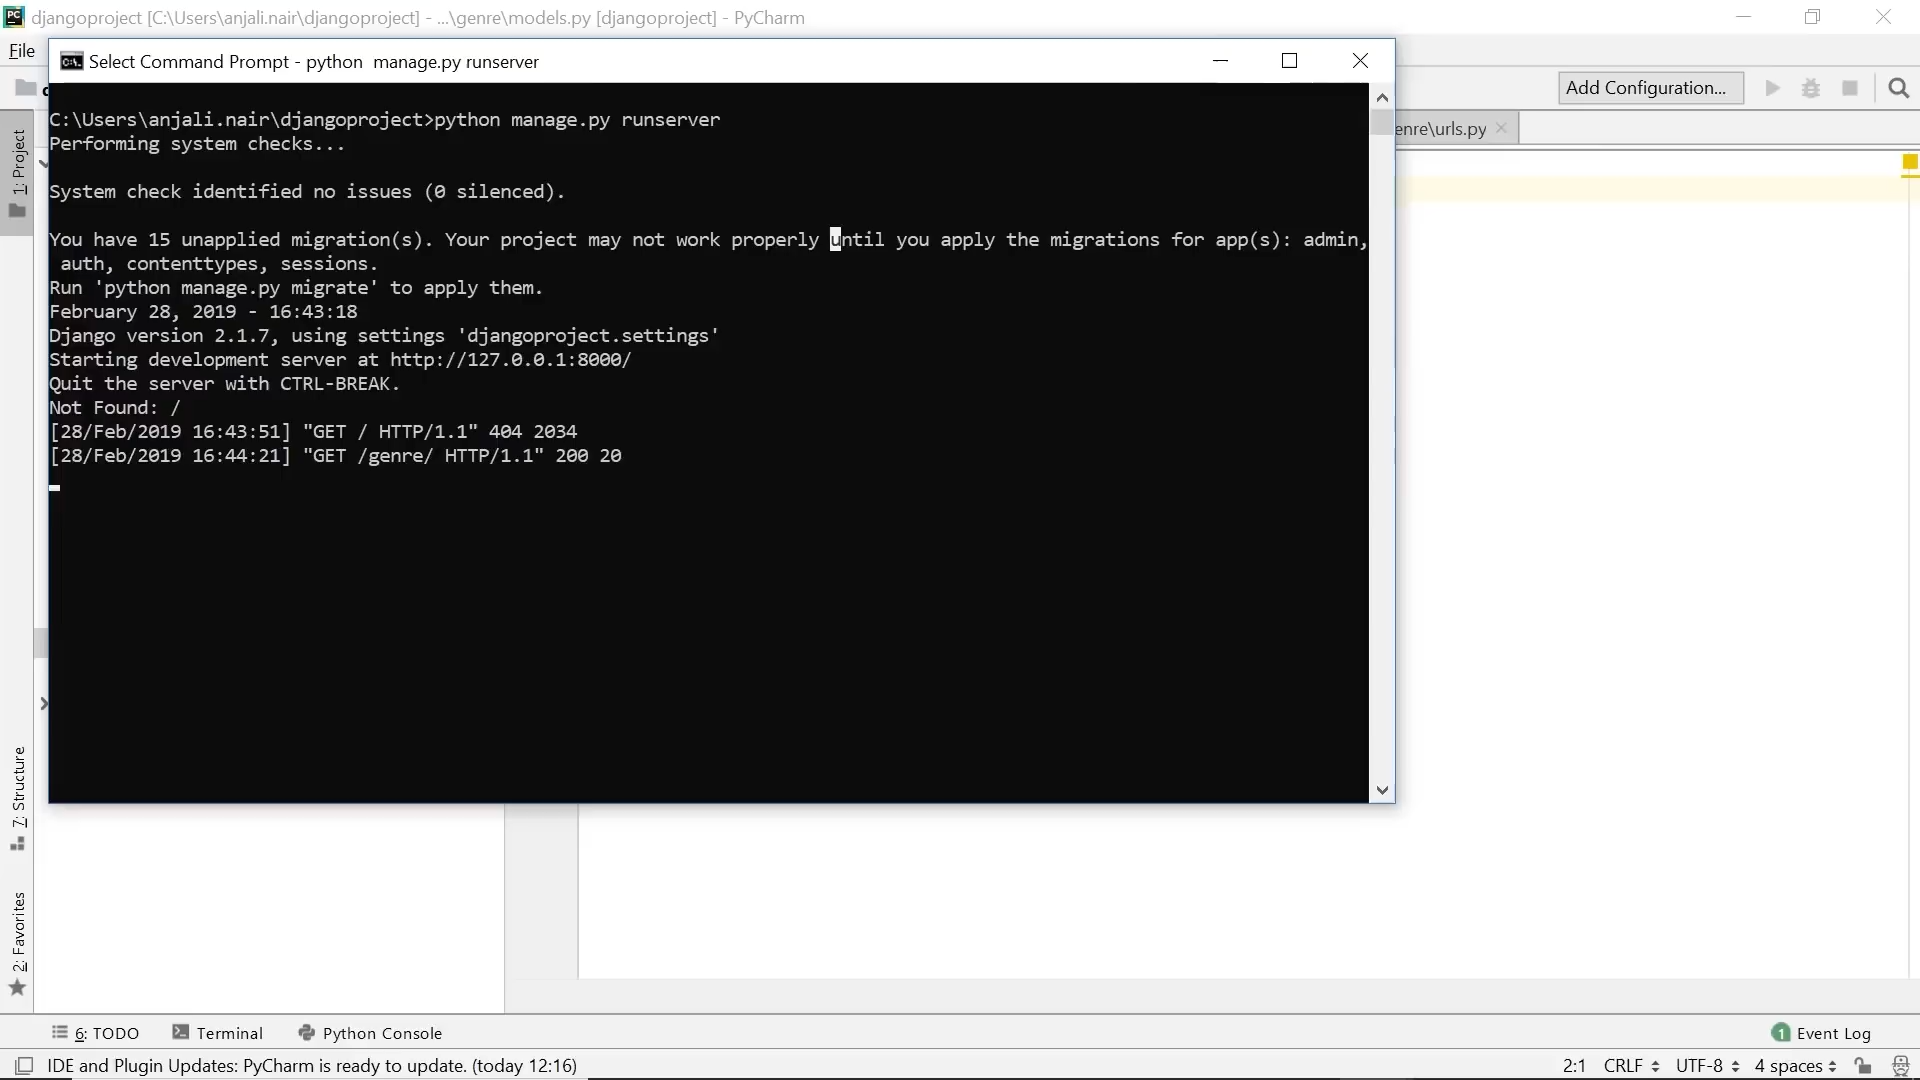 djangoproject [C:\Users\anjali.nair\djangoproject] - ...\genre\models.py [djangoproject] - PyCharm
File
Select Command Prompt - python  manage.py runserver
Add Configuration...
enre\urls.py
C:\Users\anjali.nair\djangoproject>python manage.py runserver
Performing system checks...
System check identified no issues (0 silenced).
You have 15 unapplied migration(s). Your project may not work properly until you apply the migrations for app(s): admin,
auth, contenttypes, sessions.
Run 'python manage.py migrate' to apply them.
February 28, 2019 - 16:43:18
Django version 2.1.7, using settings 'djangoproject.settings'
Starting development server at http://127.0.0.1:8000/
Quit the server with CTRL-BREAK.
Not Found: /
[28/Feb/2019 16:43:51] "GET / HTTP/1.1" 404 2034
[28/Feb/2019 16:44:21] "GET /genre/ HTTP/1.1" 200 20
1: Project
7: Structure
2: Favorites
6: TODO
Terminal
Python Console
1 Event Log
IDE and Plugin Updates: PyCharm is ready to update. (today 12:16)
2:1
CRLF
UTF-8
4 spaces